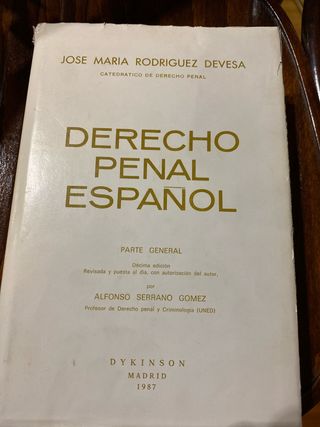 JOSE MARIA RODRIGUEZ DEVESA
CATEDRATICO DE DERECHO PENAL
DERECHO
PENAL
ESPAÑOL
PARTE GENERAL
Décima edición
Revisada y puesta al día, con autorización del autor,
por
ALFONSO SERRANO GOMEZ
Profesor de Derecho penal y Criminología (UNED)
DYKINSON
MADRID
1987